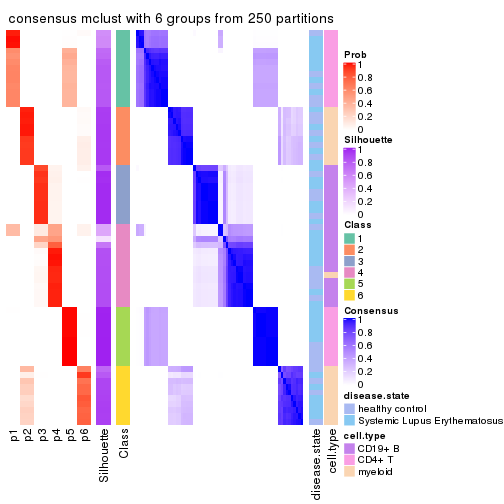 consensus mclust with 6 groups from 250 partitions
Prob
1
0.8
0.6
0.4
0.2
0
Silhouette
1
0.8
0.6
0.4
0.2
0
Class
1
2
3
4
5
6
Consensus
1
0.8
0.6
0.4
0.2
0
disease.state
healthy control
Systemic Lupus Erythematosus
cell.type
CD19+ B
CD4+ T
myeloid
p1
p2
p3
p4
p5
p6
Silhouette
Class
disease.state
cell.type